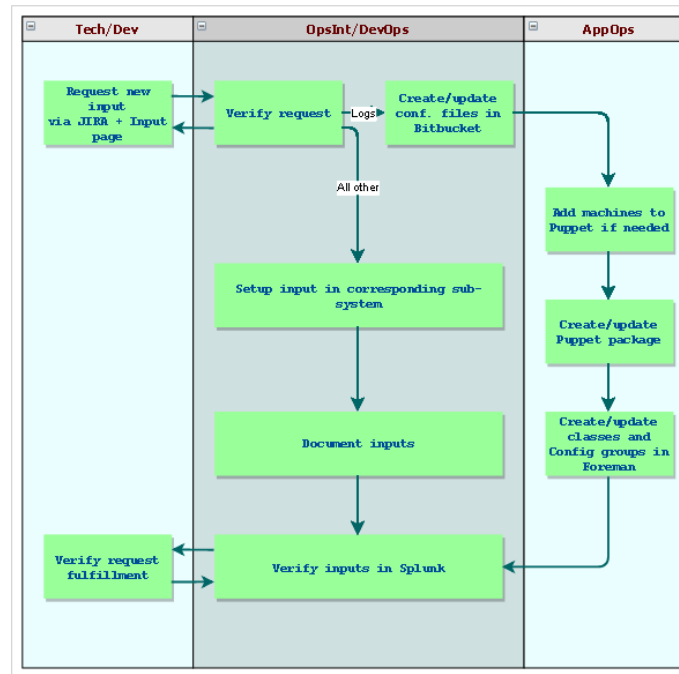 Tech/Dev
OpsInt/DevOps
AppOps
Request new
input
via JIRA + Input
page
Verify request
Logs
Create/update
conf. files in
Bitbucket
All other
Add machines to
Puppet if needed
Setup input in corresponding sub-
system
Create/update
Puppet package
Document inputs
Create/update
classes and
Config groups in
Foreman
Verify request
fulfillment
Verify inputs in Splunk